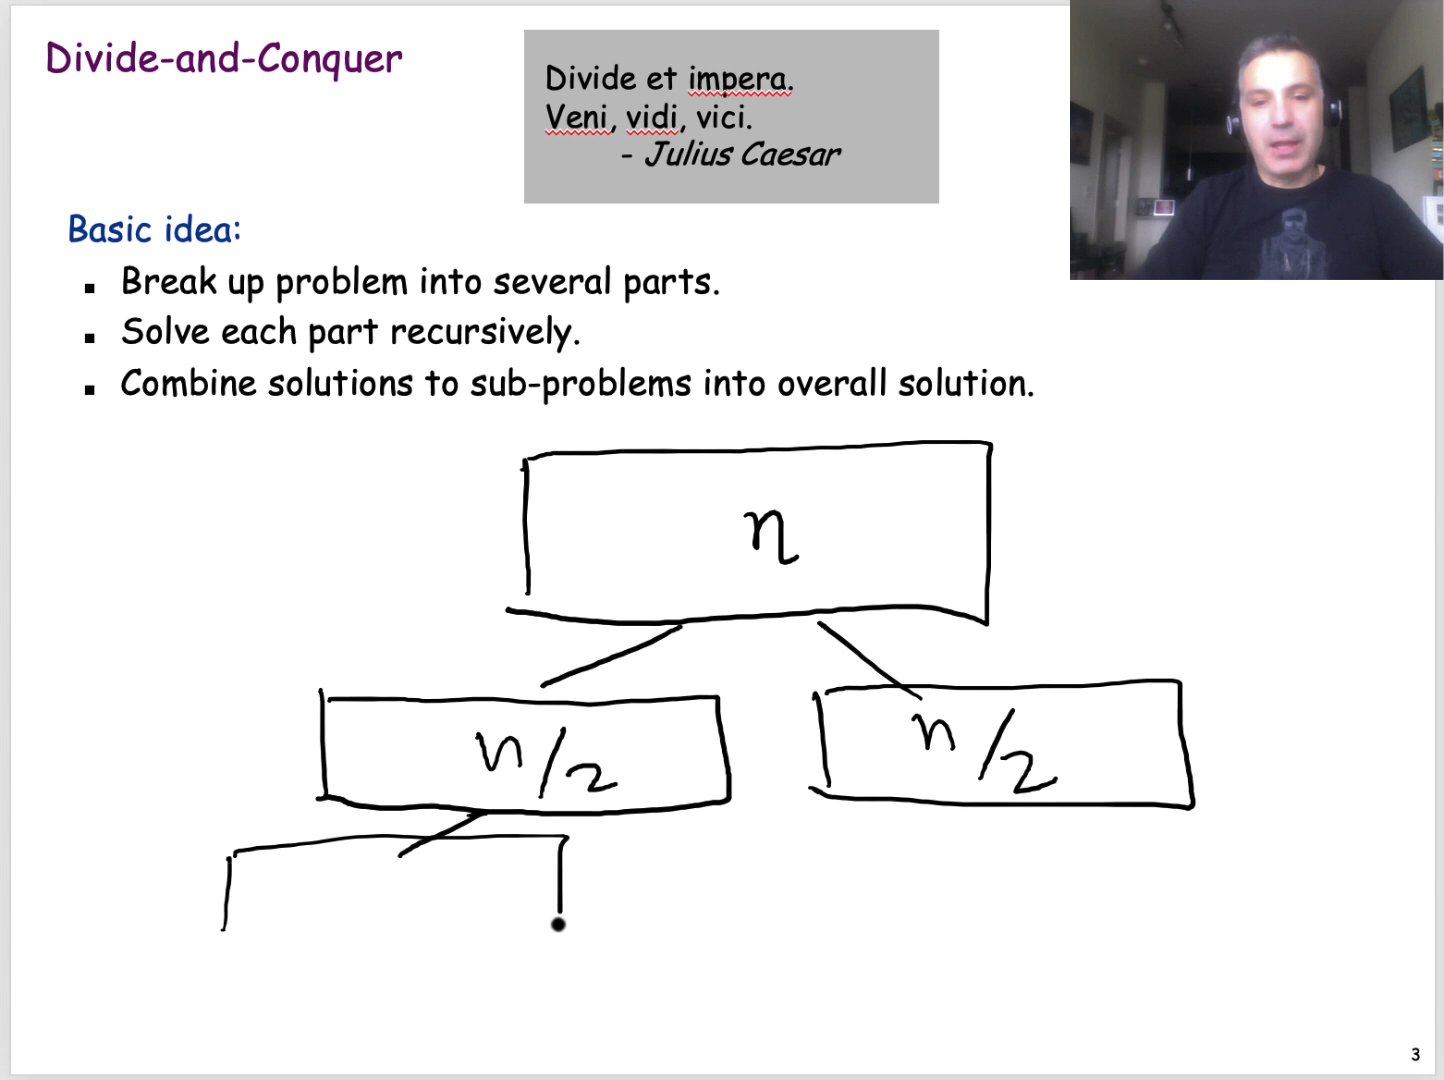 Divide-and-Conquer
Divide et impera.
Veni, vidi, vici.
- Julius Caesar
Basic idea:
▪ Break up problem into several parts.
▪ Solve each part recursively.
▪ Combine solutions to sub-problems into overall solution.
n
n/2
n/2
3